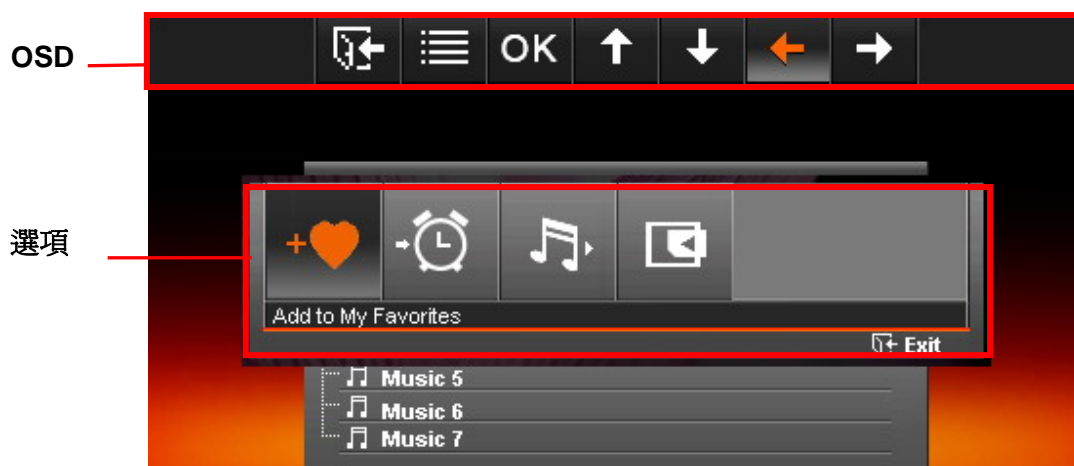 OSD
OK
選項
Add to My Favorites
Exit
Music 5
Music 6
Music 7